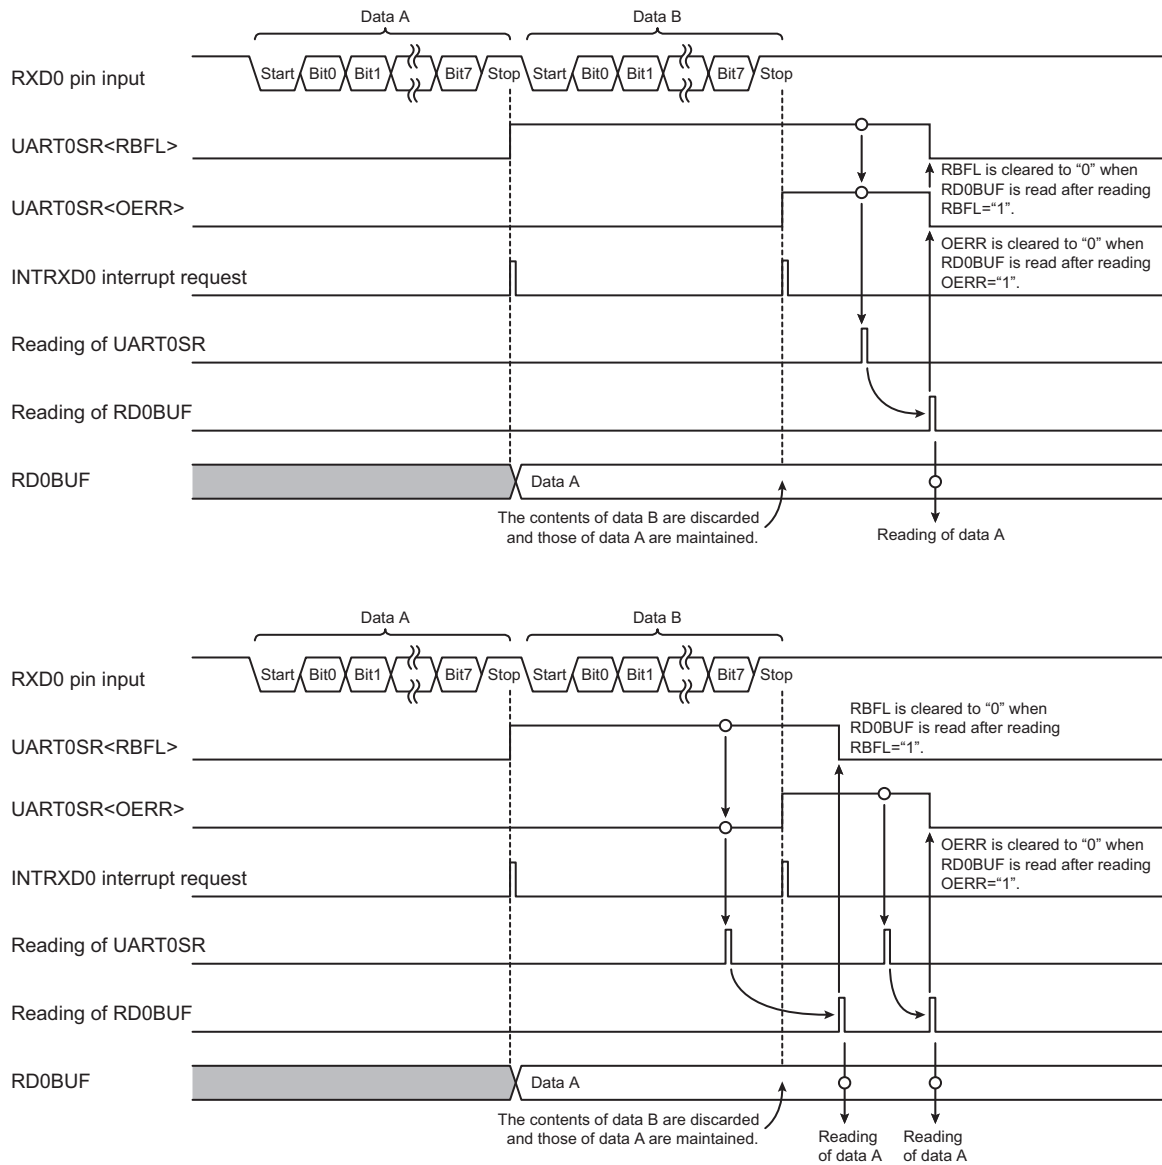 Data A Data B
RXD0 pin input Start Bit0 Bit1 Bit7 Stop Start Bit0 Bit1 Bit7 Stop
UART0SR<RBFL>
RBFL is cleared to “0” when
RD0BUF is read after reading
RBFL=“1”.
UART0SR<OERR>
OERR is cleared to “0” when
RD0BUF is read after reading
OERR=“1”.
INTRXD0 interrupt request
Reading of UART0SR
Reading of RD0BUF
RD0BUF Data A
The contents of data B are discarded
and those of data A are maintained.
Reading of data A
Data A Data B
RXD0 pin input Start Bit0 Bit1 Bit7 Stop Start Bit0 Bit1 Bit7 Stop
RBFL is cleared to “0” when
RD0BUF is read after reading
RBFL=“1”.
UART0SR<RBFL>
UART0SR<OERR>
OERR is cleared to “0” when
RD0BUF is read after reading
OERR=“1”.
INTRXD0 interrupt request
Reading of UART0SR
Reading of RD0BUF
RD0BUF Data A
The contents of data B are discarded
and those of data A are maintained.
Reading
of data A
Reading
of data A